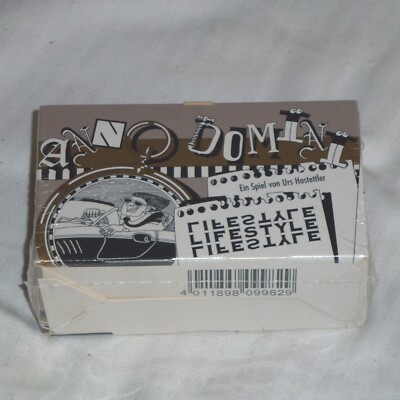 ANNO DOMINI
Ein Spiel von Urs Hostettler
LIFESTYLE
LIFESTYLE
LIFESTYLE
4 011898 099829